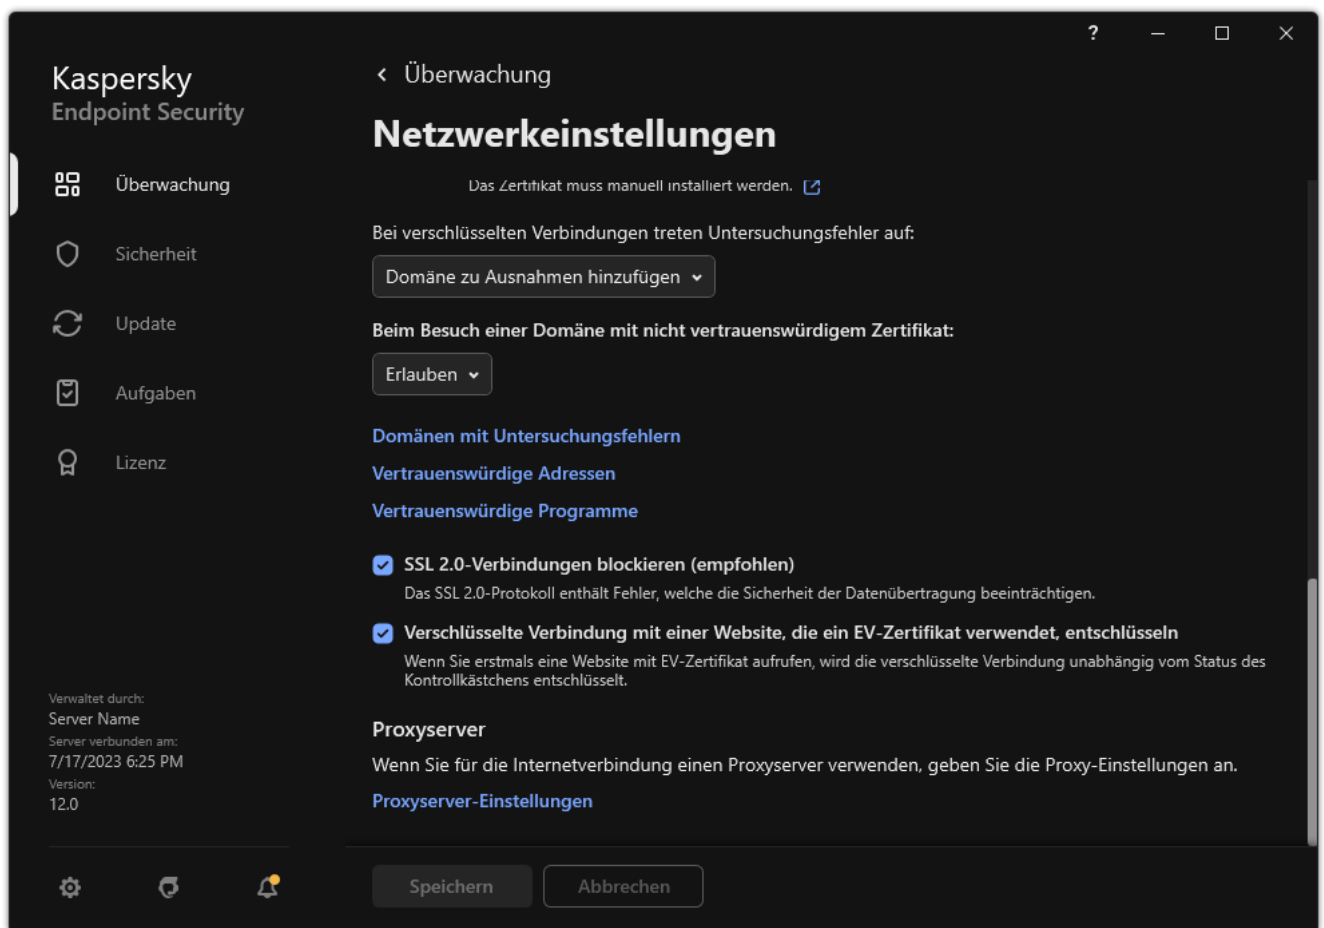 ?
Kaspersky
Endpoint Security
Überwachung
Sicherheit
Update
Aufgaben
Lizenz
Verwaltet durch:
Server Name
Server verbunden am:
7/17/2023 6:25 PM
Version:
12.0
Überwachung
Netzwerkeinstellungen
Das Zertifikat muss manuell installiert werden.
Bei verschlüsselten Verbindungen treten Untersuchungsfehler auf:
Domäne zu Ausnahmen hinzufügen
Beim Besuch einer Domäne mit nicht vertrauenswürdigem Zertifikat:
Erlauben
Domänen mit Untersuchungsfehlern
Vertrauenswürdige Adressen
Vertrauenswürdige Programme
SSL 2.0-Verbindungen blockieren (empfohlen)
Das SSL 2.0-Protokoll enthält Fehler, welche die Sicherheit der Datenübertragung beeinträchtigen.
Verschlüsselte Verbindung mit einer Website, die ein EV-Zertifikat verwendet, entschlüsseln
Wenn Sie erstmals eine Website mit EV-Zertifikat aufrufen, wird die verschlüsselte Verbindung unabhängig vom Status des
Kontrollkästchens entschlüsselt.
Proxyserver
Wenn Sie für die Internetverbindung einen Proxyserver verwenden, geben Sie die Proxy-Einstellungen an.
Proxyserver-Einstellungen
Speichern
Abbrechen